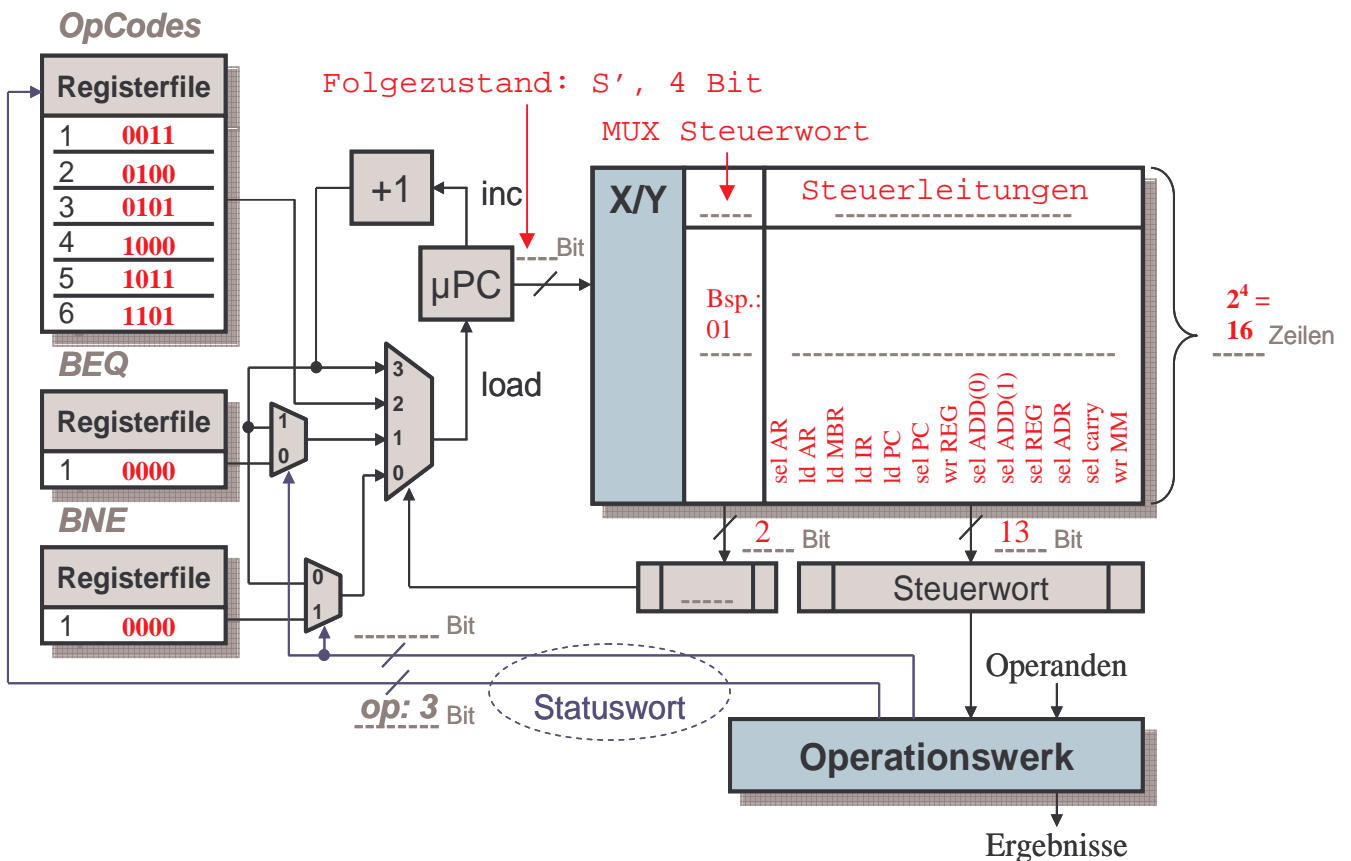 OpCodes
Registerfile
1 0011
2 0100
3 0101
4 1000
5 1011
6 1101
BEQ
Registerfile
1 0000
BNE
Registerfile
1 0000
Folgezustand: S’, 4 Bit
MUX Steuerwort
+1
inc
Bit
µPC
load
3
2
1
0
1
0
0
1
X/Y
Steuerleitungen
Bsp.:
01
sel AR
ld AR
ld MBR
ld IR
ld PC
sel PC
wr REG
sel ADD(0)
sel ADD(1)
sel REG
sel ADR
sel carry
wr MM
2⁴ =
16 Zeilen
2 Bit
13 Bit
Steuerwort
Bit
op: 3 Bit
Statuswort
Operanden
Operationswerk
Ergebnisse